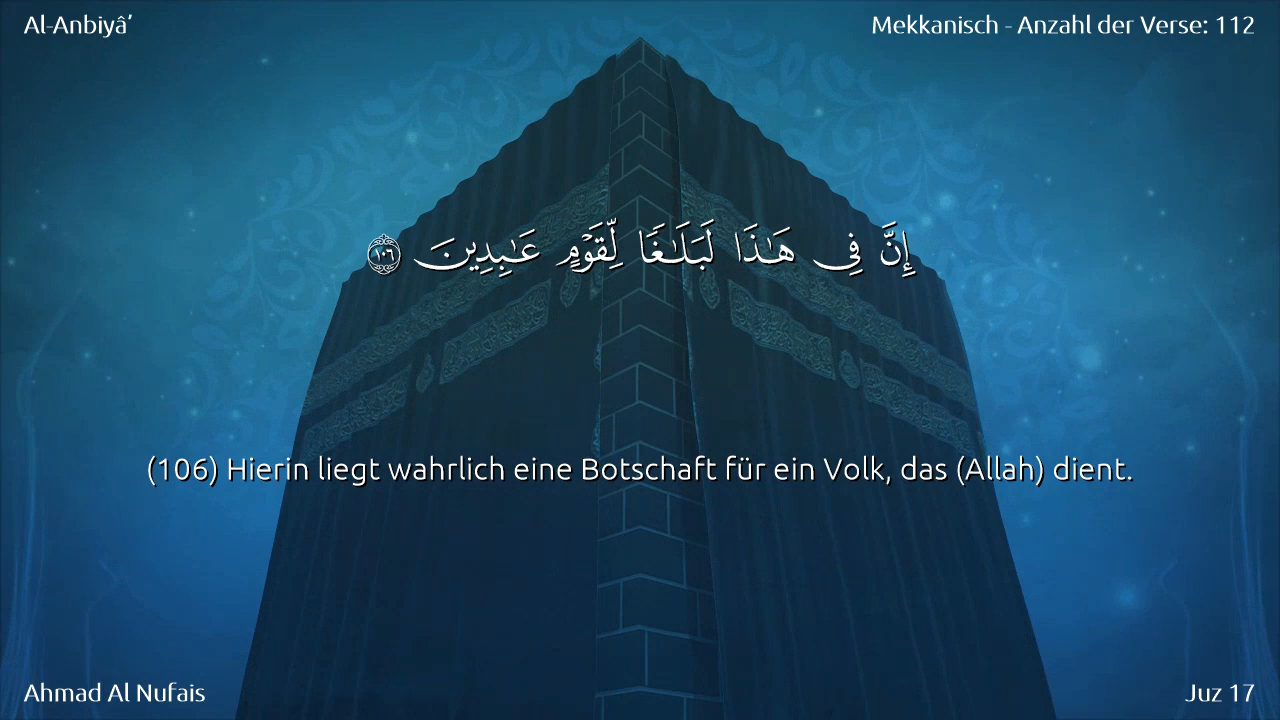 Al-Anbiyâ’
Mekkanisch - Anzahl der Verse: 112
إِنَّ فِى هَـٰذَا لَبَلَـٰغًا لِّقَوْمٍ عَـٰبِدِينَ ١٠٦
(106) Hierin liegt wahrlich eine Botschaft für ein Volk, das (Allah) dient.
Ahmad Al Nufais
Juz 17